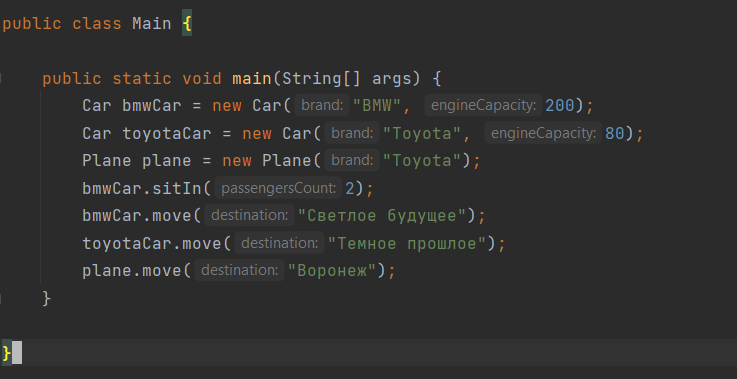 public class Main {
public static void main(String[] args) {
Car bmwCar = new Car( brand: "BMW", engineCapacity: 200);
Car toyotaCar = new Car( brand: "Toyota", engineCapacity: 80);
Plane plane = new Plane( brand: "Toyota");
bmwCar.sitIn( passengersCount: 2);
bmwCar.move( destination: "Светлое будущее");
toyotaCar.move( destination: "Темное прошлое");
plane.move( destination: "Воронеж");
}
}